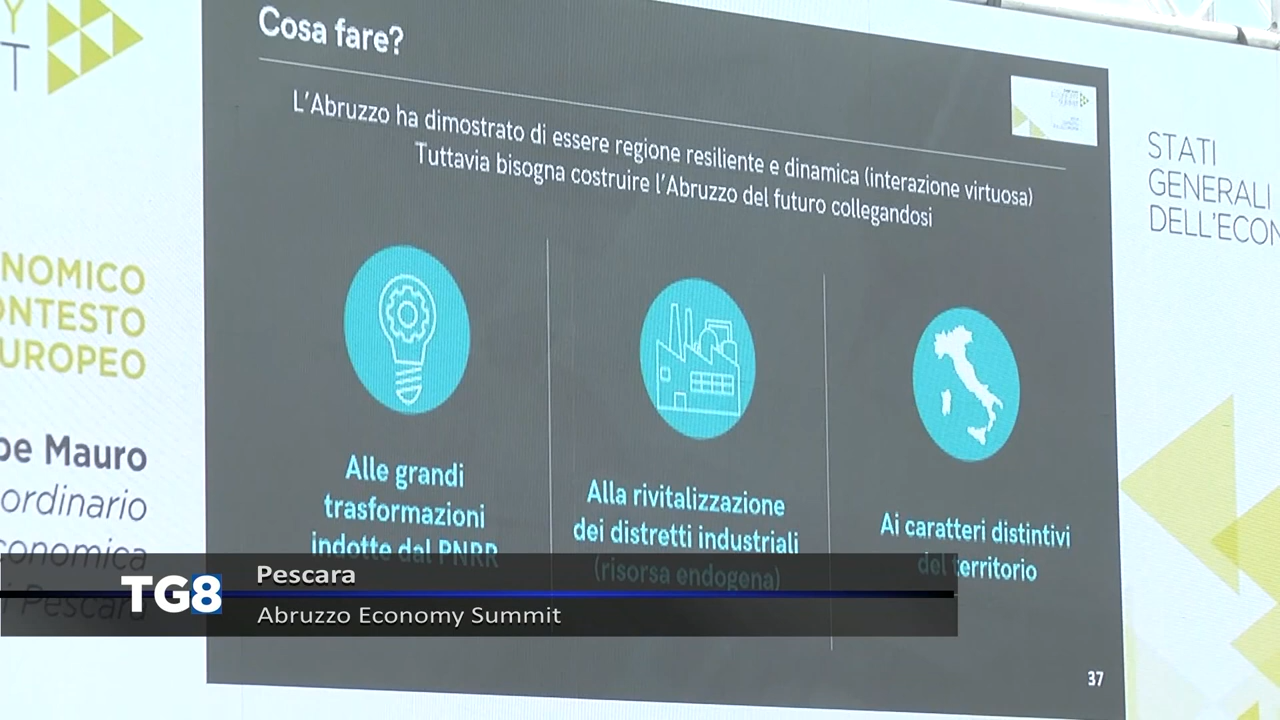 Y
T
NOMICO
ONTESTO
UROPEO
pe Mauro
ordinario
conomica
i Pescara
Cosa fare?
L'Abruzzo ha dimostrato di essere regione resiliente e dinamica (interazione virtuosa)
Tuttavia bisogna costruire l'Abruzzo del futuro collegandosi
Alle grandi
trasformazioni
indotte dal PNRR
Alla rivitalizzazione
dei distretti industriali
(risorsa endogena)
Ai caratteri distintivi
del territorio
37
STATI
GENERALI
DELL'ECON
TG8
Pescara
Abruzzo Economy Summit